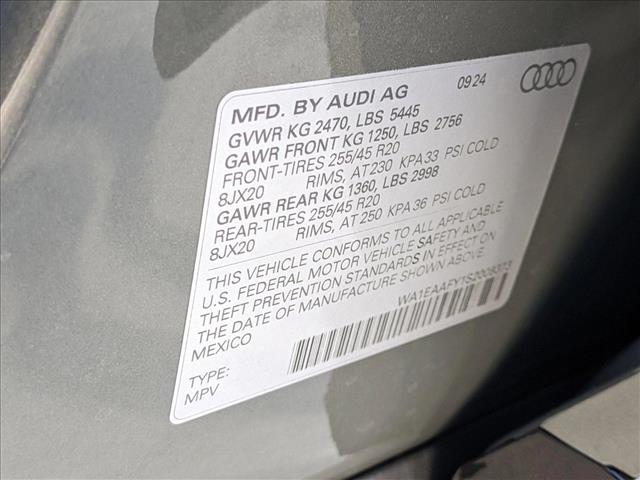 MFD. BY AUDI AG 09 24
GVWR KG 2470, LBS 5445
GAWR FRONT KG 1250, LBS 2756
FRONT-TIRES 255/45 R20
8JX20 RIMS, AT 230 KPA 33 PSI COLD
GAWR REAR KG 1360, LBS 2998
REAR-TIRES 255/45 R20
8JX20 RIMS, AT 250 KPA 36 PSI COLD
THIS VEHICLE CONFORMS TO ALL APPLICABLE
U.S. FEDERAL MOTOR VEHICLE SAFETY AND
THEFT PREVENTION STANDARDS IN EFFECT ON
THE DATE OF MANUFACTURE SHOWN ABOVE.
MEXICO WA1EAAFY1S2008373
TYPE:
MPV